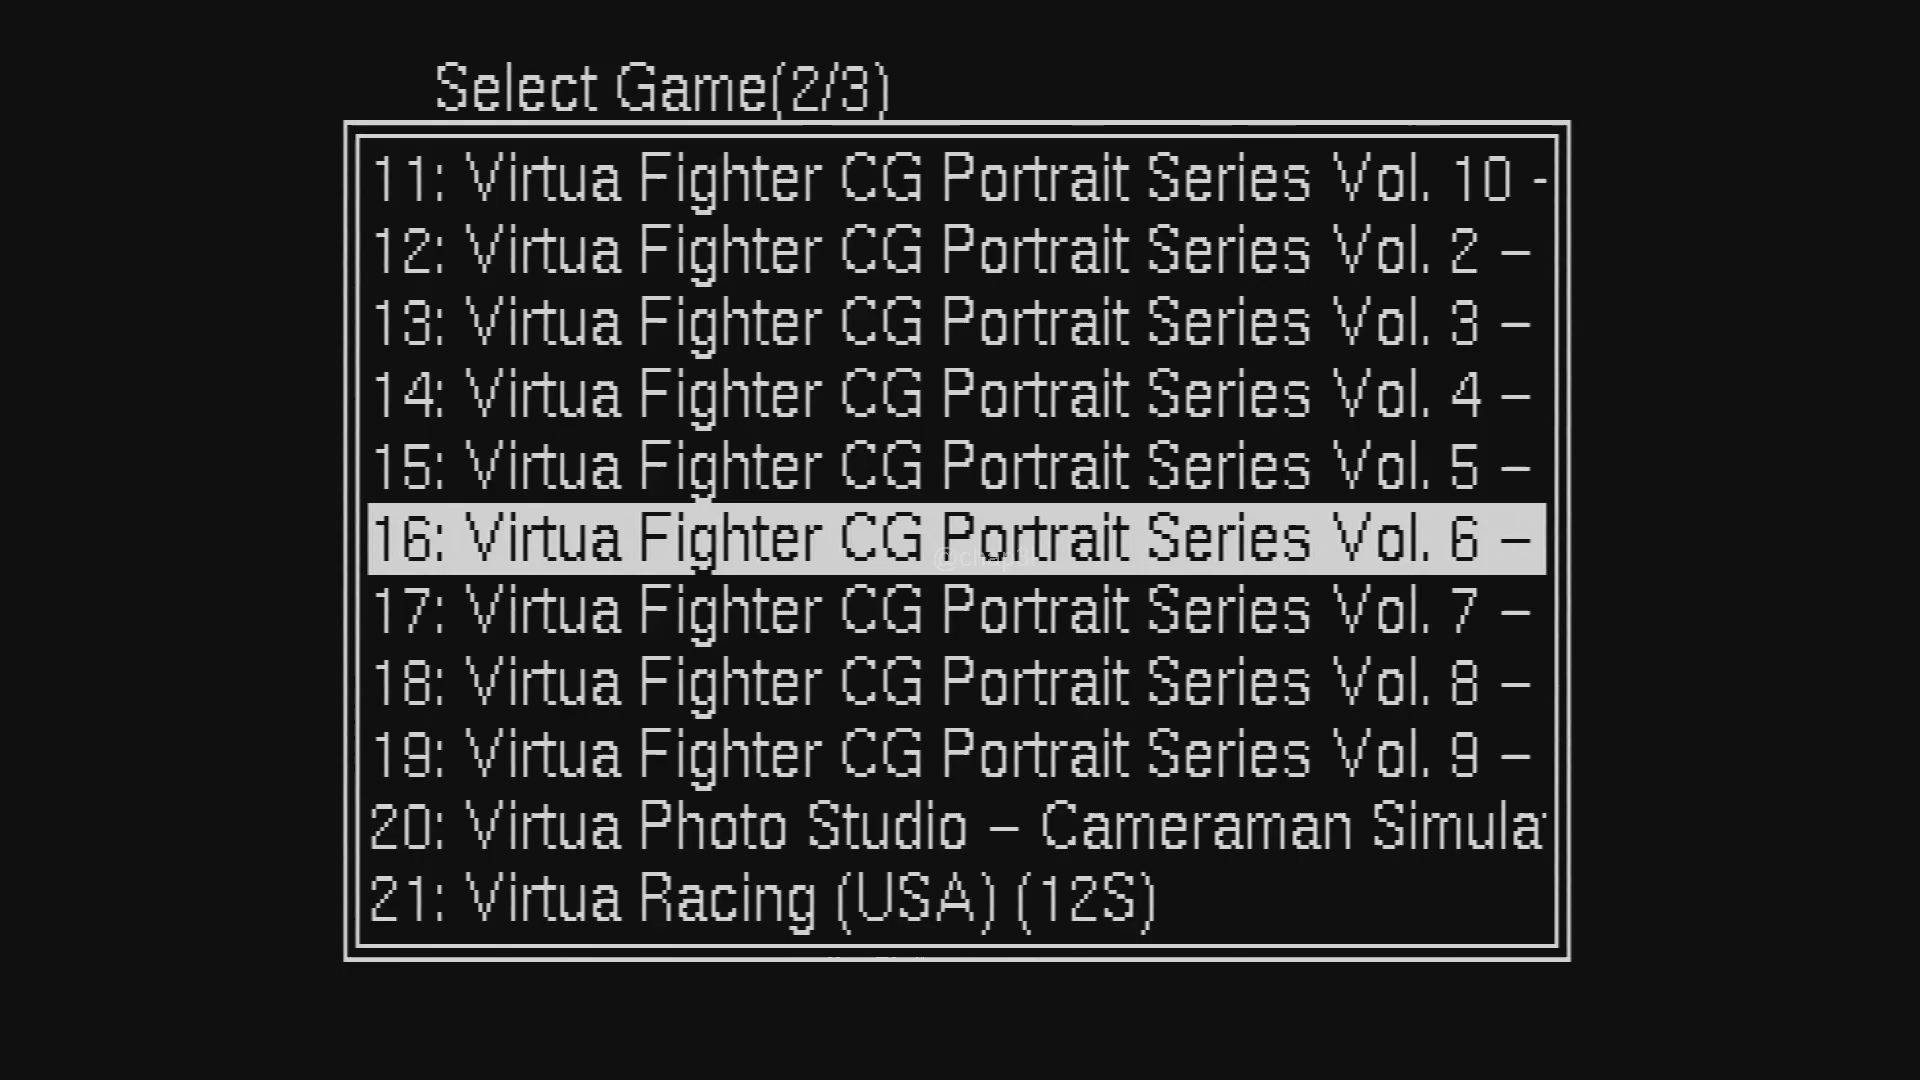 Select Game(2/3)
11: Virtua Fighter CG Portrait Series Vol. 10 -
12: Virtua Fighter CG Portrait Series Vol. 2 –
13: Virtua Fighter CG Portrait Series Vol. 3 –
14: Virtua Fighter CG Portrait Series Vol. 4 –
15: Virtua Fighter CG Portrait Series Vol. 5 –
16: Virtua Fighter CG Portrait Series Vol. 6 –
17: Virtua Fighter CG Portrait Series Vol. 7 –
18: Virtua Fighter CG Portrait Series Vol. 8 –
19: Virtua Fighter CG Portrait Series Vol. 9 –
20: Virtua Photo Studio – Cameraman Simula
21: Virtua Racing (USA) (12S)